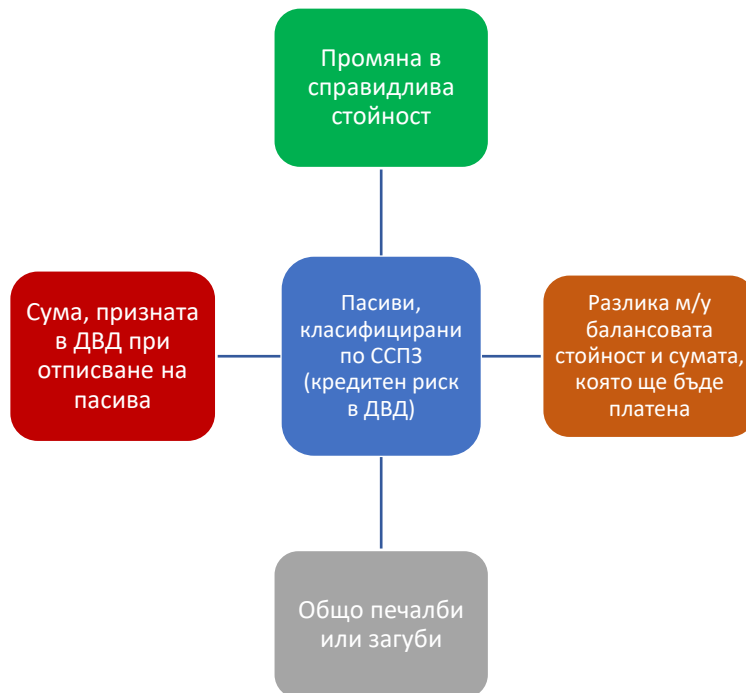 Промяна в
справидлива
стойност
Сума, призната
в ДВД при
отписване на
пасива
Пасиви,
класифицирани
по ССПЗ
(кредитен риск
в ДВД)
Разлика м/у
балансовата
стойност и сумата,
която ще бъде
платена
Общо печалби
или загуби